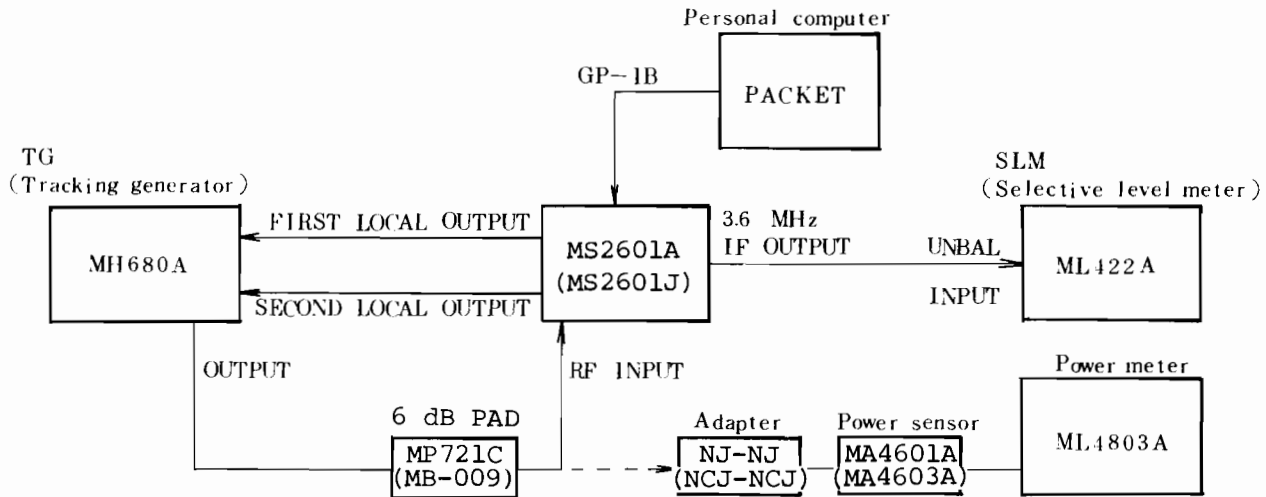 Personal computer
GP-IB
PACKET
TG
(Tracking generator)
SLM
(Selective level meter)
FIRST LOCAL OUTPUT
MH680A
MS2601A
(MS2601J)
3.6 MHz
IF OUTPUT
UNBAL
INPUT
ML422A
SECOND LOCAL OUTPUT
OUTPUT
RF INPUT
Power meter
ML4803A
6 dB PAD
MP721C
(MB-009)
Adapter
NJ-NJ
(NCJ-NCJ)
Power sensor
MA4601A
(MA4603A)